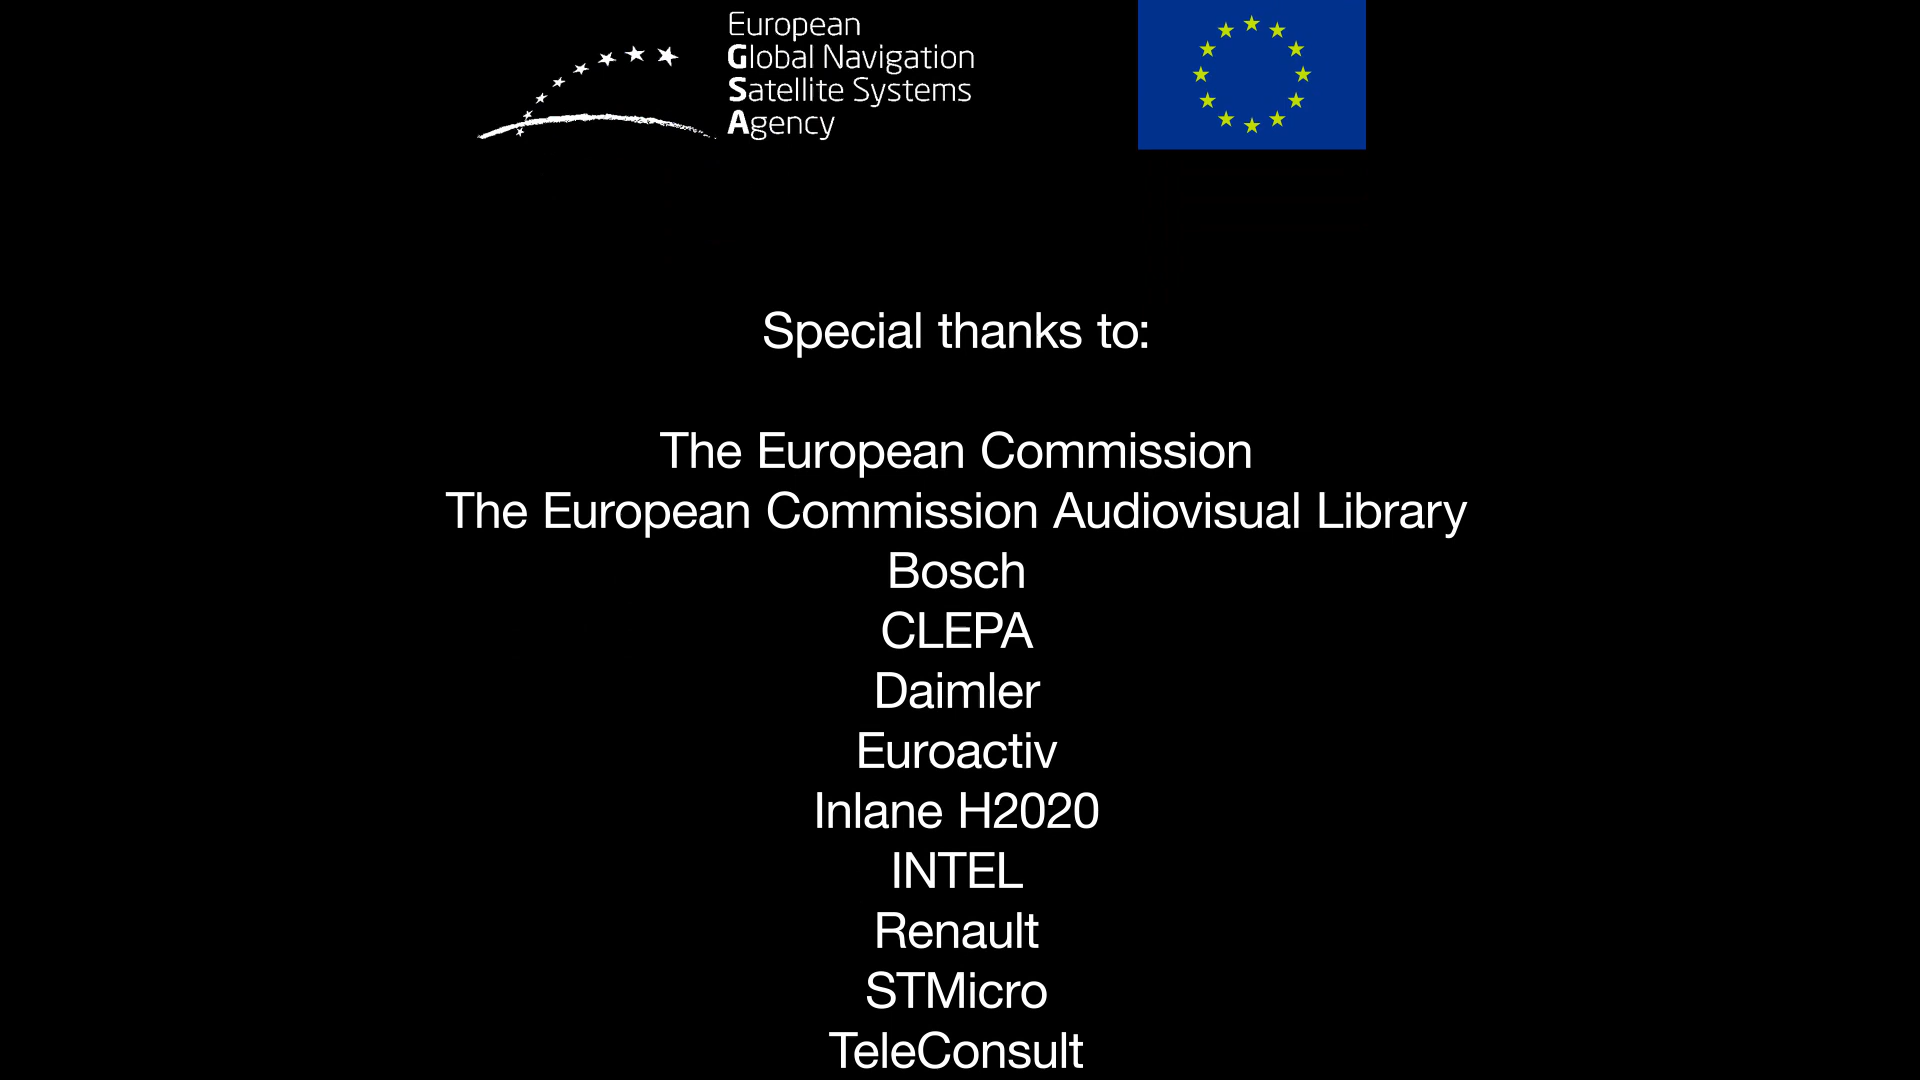 European
Global Navigation
Satellite Systems
Agency
Special thanks to:
The European Commission
The European Commission Audiovisual Library
Bosch
CLEPA
Daimler
Euroactiv
Inlane H2020
INTEL
Renault
STMicro
TeleConsult